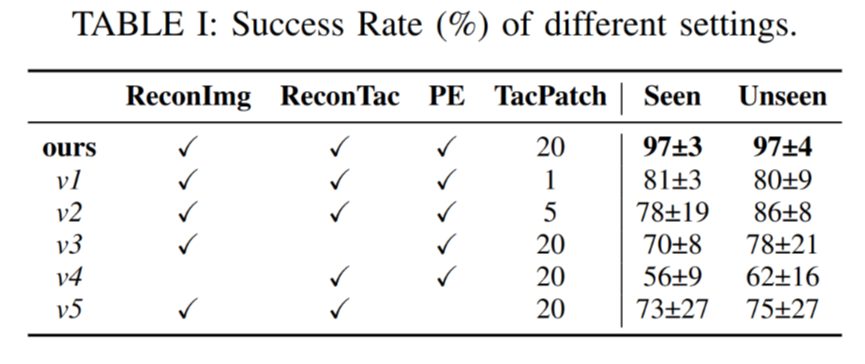 TABLE I: Success Rate (%) of different settings.
ReconImg ReconTac PE TacPatch Seen Unseen
ours ✓ ✓ ✓ 20 97±3 97±4
v1 ✓ ✓ ✓ 1 81±3 80±9
v2 ✓ ✓ ✓ 5 78±19 86±8
v3 ✓ ✓ 20 70±8 78±21
v4 ✓ ✓ 20 56±9 62±16
v5 ✓ ✓ 20 73±27 75±27